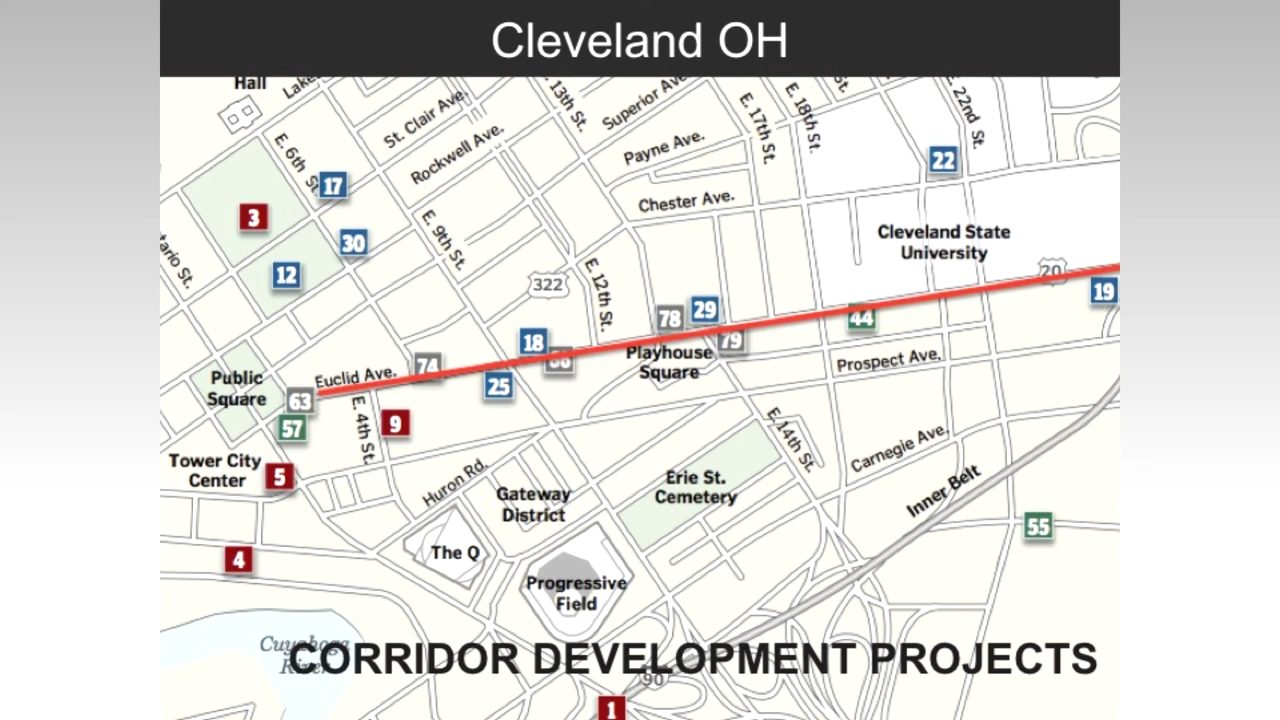 Cleveland OH
Hall
St. Clair Ave.
Rockwell Ave.
13th St.
Superior Ave
E. 17th St.
E. 18th St.
St.
E. 22nd St.
E. 6th St.
Payne Ave.
22
17
3
Chester Ave.
30
E. 9th St.
Cleveland State
University
12
322
E. 12th St.
20
19
78
29
44
18
79
74
Playhouse
Square
Prospect Ave.
Public
Square
Euclid Ave.
25
63
57
E. 4th St.
9
E. 14th St.
Carnegie Ave.
Tower City
Center
5
Huron Rd.
Gateway
District
Erie St.
Cemetery
Inner Belt
55
The Q
4
Progressive
Field
Cuyahoga
CORRIDOR DEVELOPMENT PROJECTS
90
1